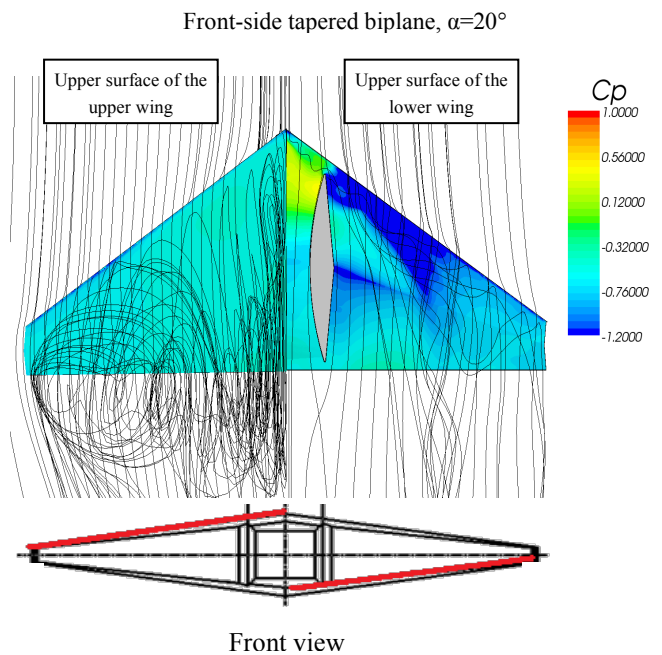 Front-side tapered biplane, α=20°
Upper surface of the
upper wing
Upper surface of the
lower wing
Cp
1.0000
0.56000
0.12000
-0.32000
-0.76000
-1.2000
Front view